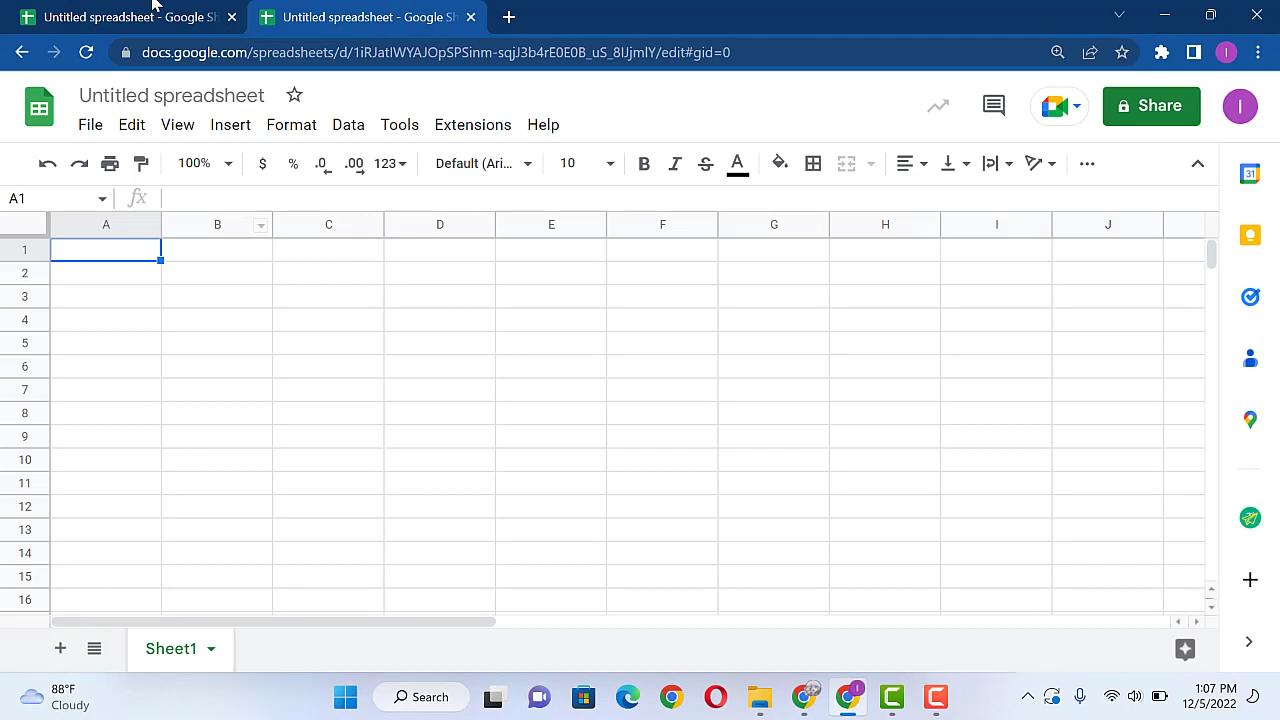 Untitled spreadsheet - Google Sh
Untitled spreadsheet - Google Sh
docs.google.com/spreadsheets/d/1iRJatIWYAJOpSPSinm-sqjJ3b4rE0E0B_uS_8IJjmlY/edit#gid=0
Untitled spreadsheet
Share
I
File Edit View Insert Format Data Tools Extensions Help
100% $ % .0 .00 123 Default (Ari... 10 B I S A
31
A1 fx
A B C D E F G H I J
1
2
3
4
5
6
7
8
9
10
11
12
13
14
15
16
Sheet1
88°F
Cloudy
Search
1:07 PM
12/5/2022